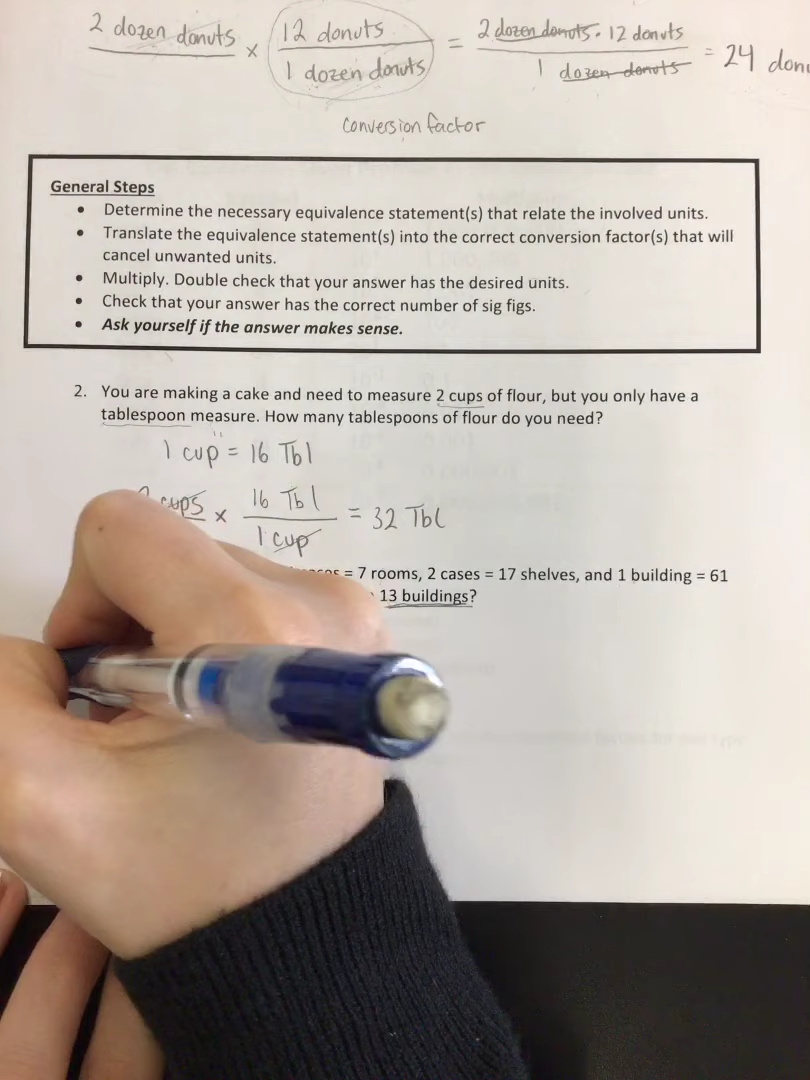 2 dozen donuts × 12 donuts / 1 dozen donuts = 2 dozen donuts · 12 donuts / 1 dozen donuts = 24 don
conversion factor
General Steps
• Determine the necessary equivalence statement(s) that relate the involved units.
• Translate the equivalence statement(s) into the correct conversion factor(s) that will
cancel unwanted units.
• Multiply. Double check that your answer has the desired units.
• Check that your answer has the correct number of sig figs.
• Ask yourself if the answer makes sense.
2. You are making a cake and need to measure 2 cups of flour, but you only have a
tablespoon measure. How many tablespoons of flour do you need?
1 cup = 16 Tbl
cups × 16 Tbl / 1 cup = 32 Tbl
= 7 rooms, 2 cases = 17 shelves, and 1 building = 61
13 buildings?